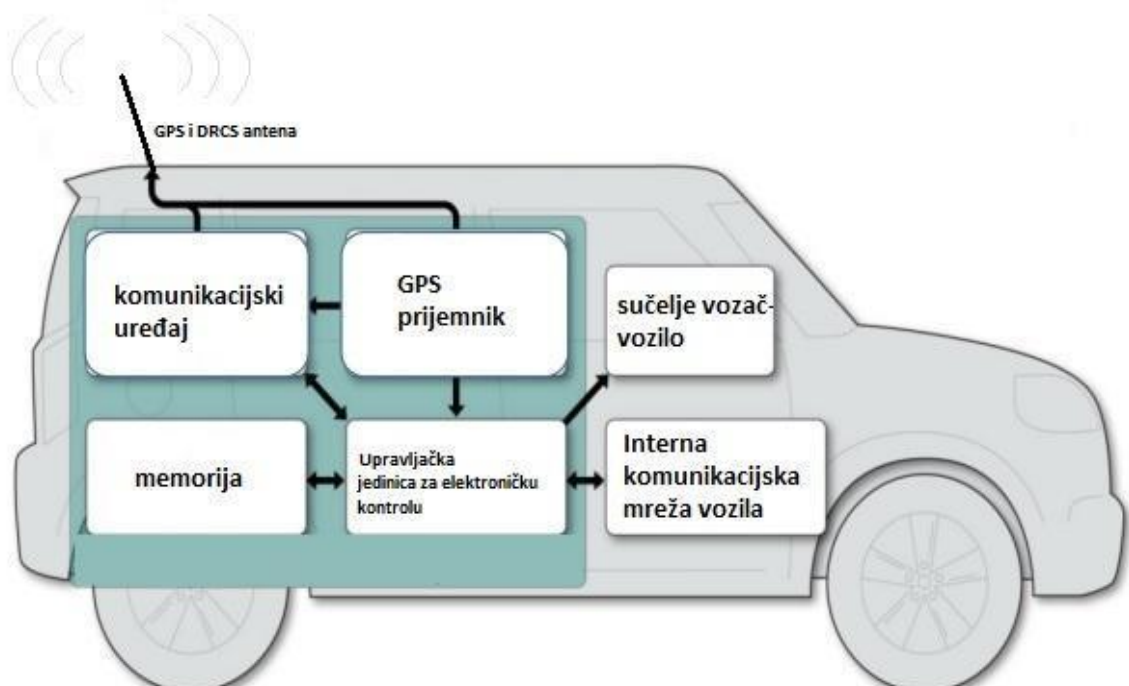 GPS i DRCS antena
komunikacijski
uređaj
GPS
prijemnik
sučelje vozač-
vozilo
memorija
Upravljačka
jedinica za elektroničku
kontrolu
Interna
komunikacijska
mreža vozila